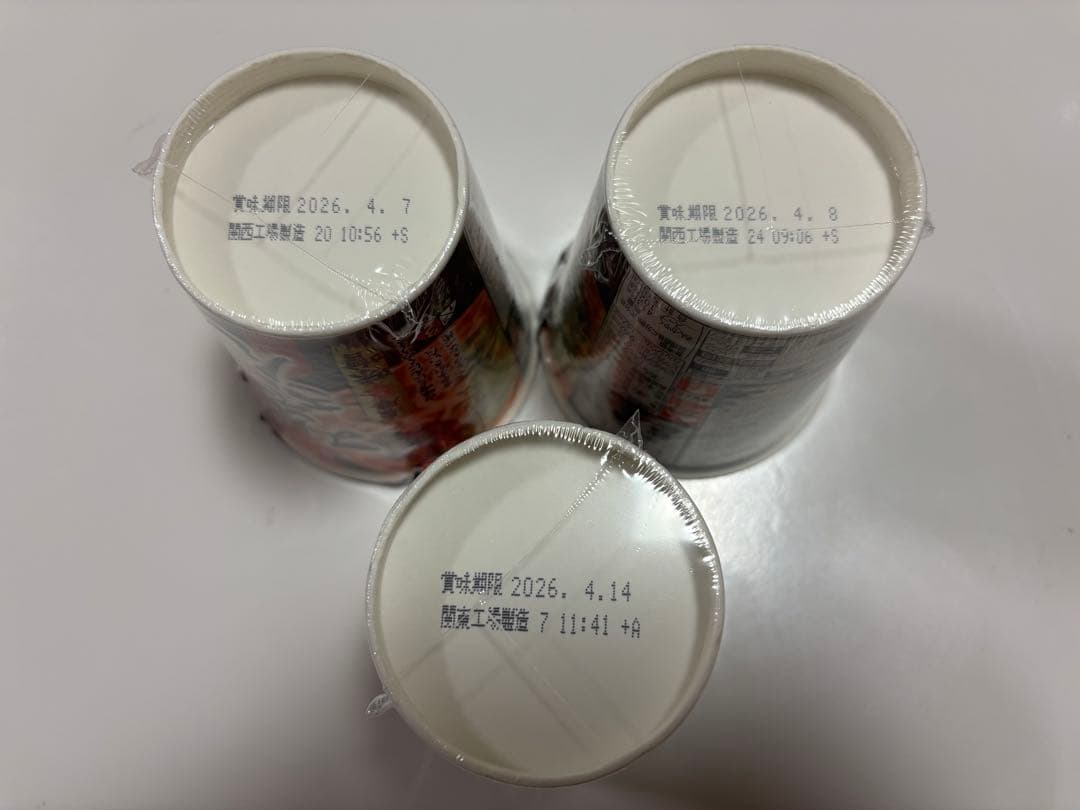 賞味期限 2026. 4. 7
関西工場製造 20 10:56 +S
賞味期限 2026. 4. 8
関西工場製造 24 09:06 +S
賞味期限 2026. 4.14
関東工場製造 7 11:41 +A